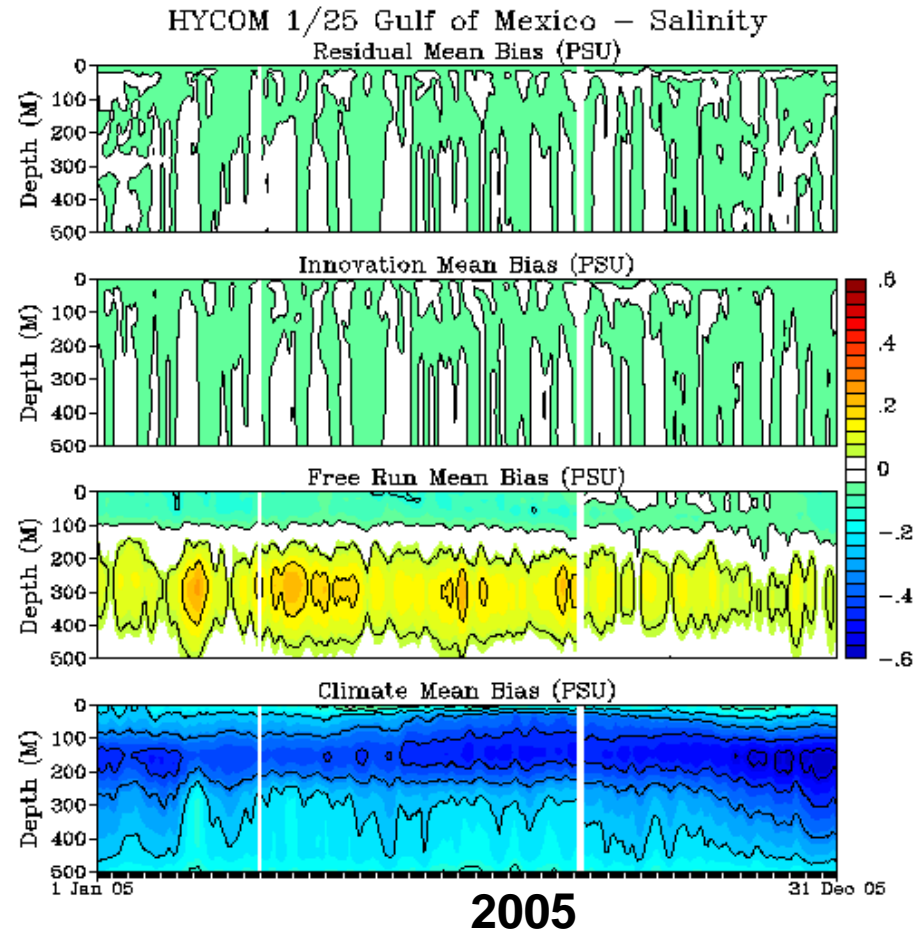 HYCOM 1/25 Gulf of Mexico – Salinity
Residual Mean Bias (PSU)
0
100
200
300
400
500
Depth (M)
Innovation Mean Bias (PSU)
0
100
200
300
400
500
Depth (M)
.6
.4
.2
0
-.2
-.4
-.6
Free Run Mean Bias (PSU)
0
100
200
300
400
500
Depth (M)
Climate Mean Bias (PSU)
0
100
200
300
400
500
Depth (M)
1 Jan 05
31 Dec 05
2005